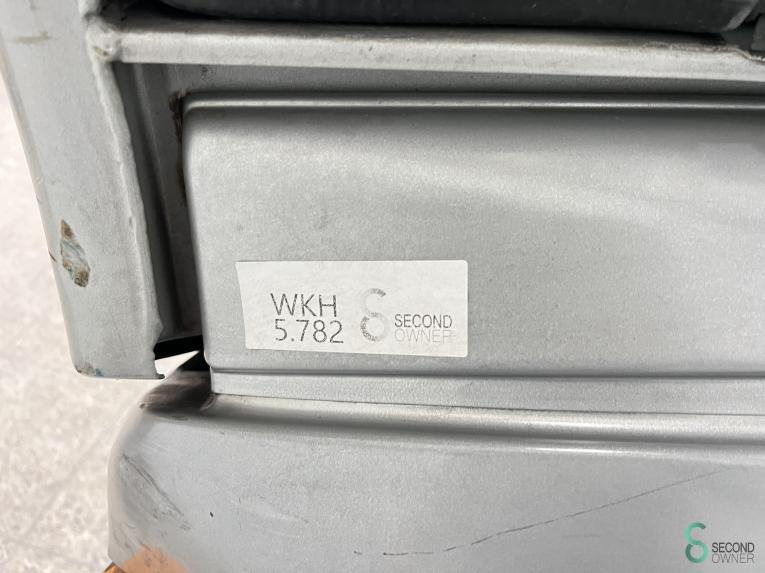 WKH
5.782
SECOND
OWNER
SECOND
OWNER